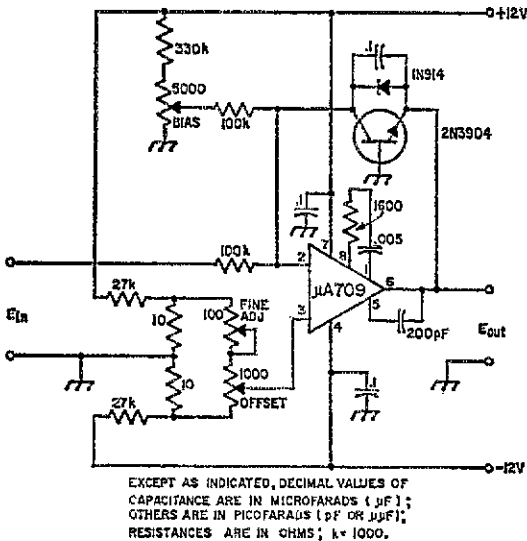 +12V
330k
.1
1N914
5000
BIAS
100k
2N3904
.1
1600
.005
100k
7
8
1
2
μA709
6
3
5
4
27k
Ein
10
100
FINE
ADJ
200pF
Eout
10
1000
OFFSET
27k
.1
-12V
EXCEPT AS INDICATED, DECIMAL VALUES OF
CAPACITANCE ARE IN MICROFARADS (μF);
OTHERS ARE IN PICOFARADS (pF OR μμF);
RESISTANCES ARE IN OHMS; k= 1000.